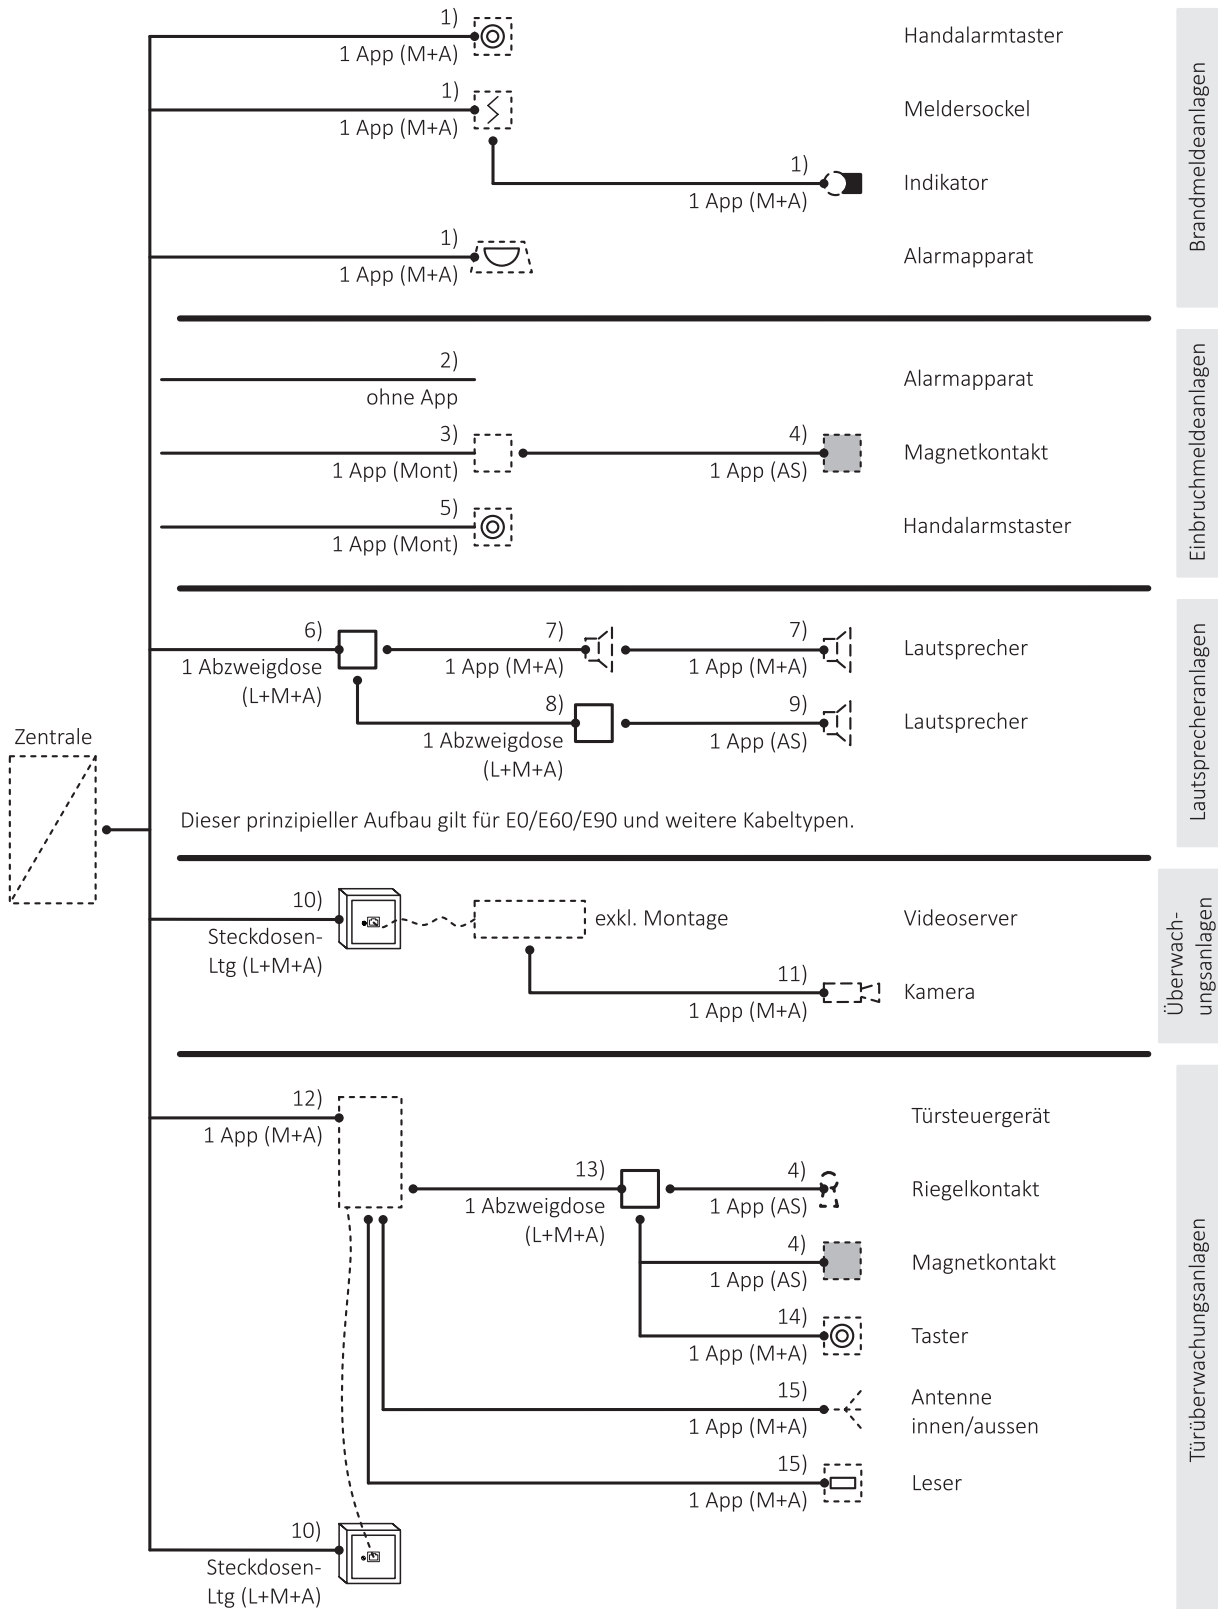 1)
1 App (M+A)
Handalarmtaster
1)
1 App (M+A)
Meldersockel
1)
1 App (M+A)
Indikator
1)
1 App (M+A)
Alarmapparat
Brandmeldeanlagen
2)
ohne App
Alarmapparat
3)
1 App (Mont)
4)
1 App (AS)
Magnetkontakt
5)
1 App (Mont)
Handalarmstaster
Einbruchmeldeanlagen
6)
1 Abzweigdose
(L+M+A)
7)
1 App (M+A)
7)
1 App (M+A)
Lautsprecher
8)
1 Abzweigdose
(L+M+A)
9)
1 App (AS)
Lautsprecher
Lautsprecheranlagen
Zentrale
Dieser prinzipieller Aufbau gilt für E0/E60/E90 und weitere Kabeltypen.
10)
Steckdosen-
Ltg (L+M+A)
exkl. Montage
Videoserver
11)
1 App (M+A)
Kamera
Überwach-
ungsanlagen
12)
1 App (M+A)
Türsteuergerät
13)
1 Abzweigdose
(L+M+A)
4)
1 App (AS)
Riegelkontakt
4)
1 App (AS)
Magnetkontakt
14)
1 App (M+A)
Taster
15)
1 App (M+A)
Antenne
innen/aussen
15)
1 App (M+A)
Leser
10)
Steckdosen-
Ltg (L+M+A)
Türüberwachungsanlagen